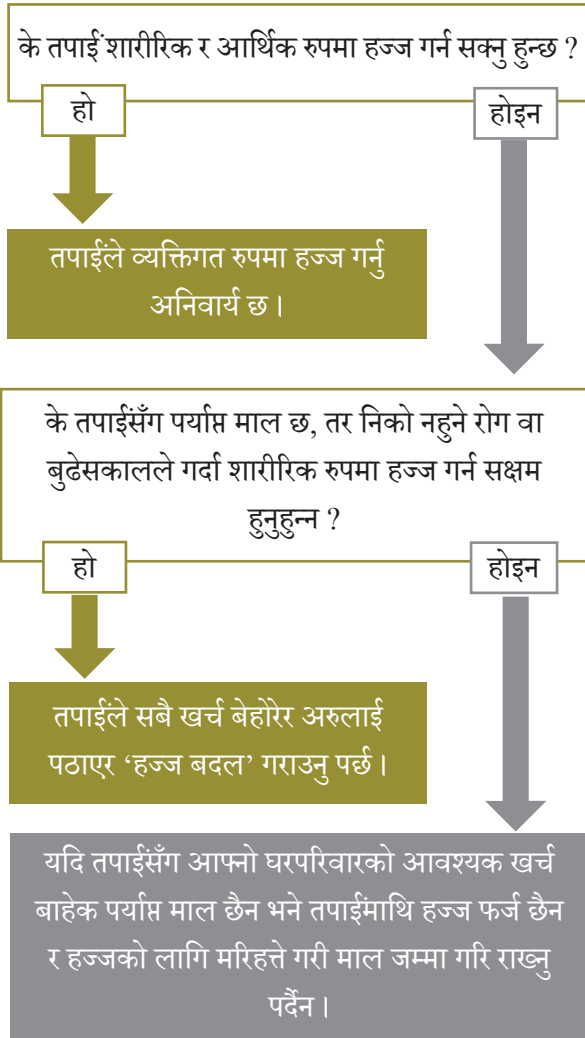 के तपाईं शारीरिक र आर्थिक रुपमा हज्ज गर्न सक्नु हुन्छ ?
हो
होइन
तपाईंले व्यक्तिगत रुपमा हज्ज गर्नु
अनिवार्य छ ।
के तपाईसँग पर्याप्त माल छ, तर निको नहुने रोग वा
बुढेसकालले गर्दा शारीरिक रुपमा हज्ज गर्न सक्षम
हुनुहुन्न ?
हो
होइन
तपाईंले सबै खर्च बेहोरेर अरुलाई
पठाएर ‘हज्ज बदल’ गराउनु पर्छ ।
यदि तपाईसँग आफ्नो घरपरिवारको आवश्यक खर्च
बाहेक पर्याप्त माल छैन भने तपाईंमाथि हज्ज फर्ज छैन
र हज्जको लागि मरिहत्ते गरी माल जम्मा गरि राख्नु
पर्दैन ।